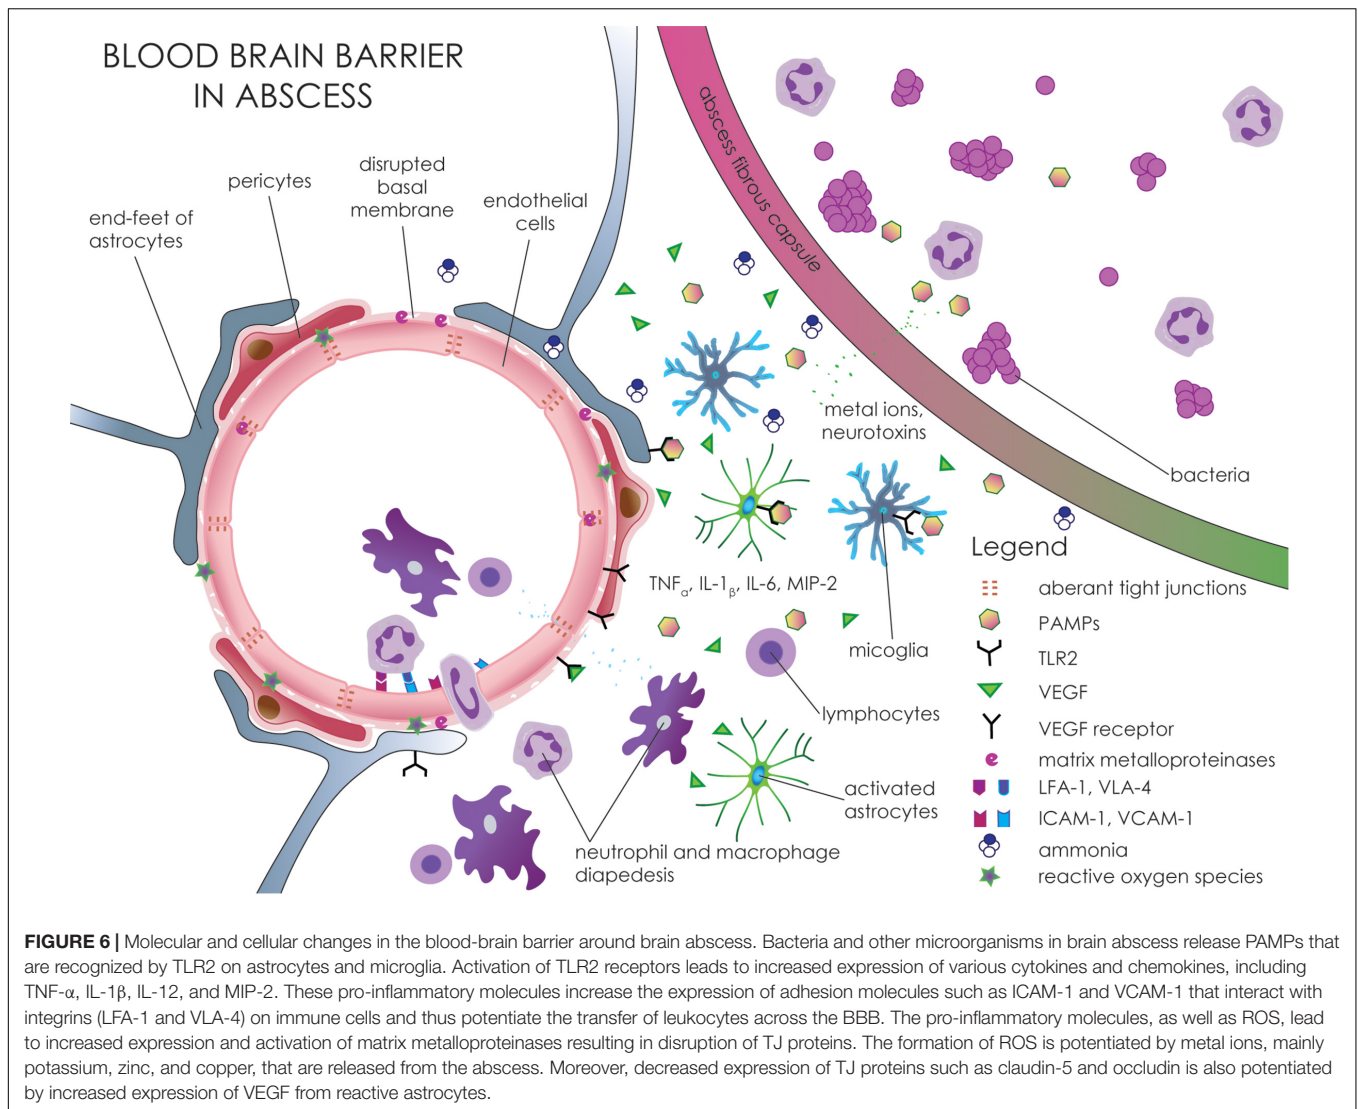 BLOOD BRAIN BARRIER
IN ABSCESS
end-feet of
astrocytes
pericytes
disrupted
basal
membrane
endothelial
cells
abscess fibrous capsule
metal ions,
neurotoxins
bacteria
TNFα, IL-1β, IL-6, MIP-2
micoglia
lymphocytes
activated
astrocytes
neutrophil and macrophage
diapedesis
Legend
aberant tight junctions
PAMPs
TLR2
VEGF
VEGF receptor
matrix metalloproteinases
LFA-1, VLA-4
ICAM-1, VCAM-1
ammonia
reactive oxygen species
FIGURE 6 | Molecular and cellular changes in the blood-brain barrier around brain abscess. Bacteria and other microorganisms in brain abscess release PAMPs that
are recognized by TLR2 on astrocytes and microglia. Activation of TLR2 receptors leads to increased expression of various cytokines and chemokines, including
TNF-α, IL-1β, IL-12, and MIP-2. These pro-inflammatory molecules increase the expression of adhesion molecules such as ICAM-1 and VCAM-1 that interact with
integrins (LFA-1 and VLA-4) on immune cells and thus potentiate the transfer of leukocytes across the BBB. The pro-inflammatory molecules, as well as ROS, lead
to increased expression and activation of matrix metalloproteinases resulting in disruption of TJ proteins. The formation of ROS is potentiated by metal ions, mainly
potassium, zinc, and copper, that are released from the abscess. Moreover, decreased expression of TJ proteins such as claudin-5 and occludin is also potentiated
by increased expression of VEGF from reactive astrocytes.